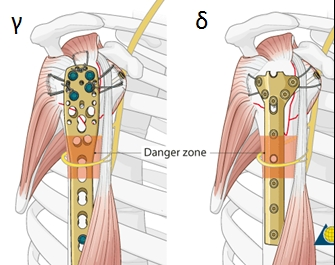 γ δ
Danger zone